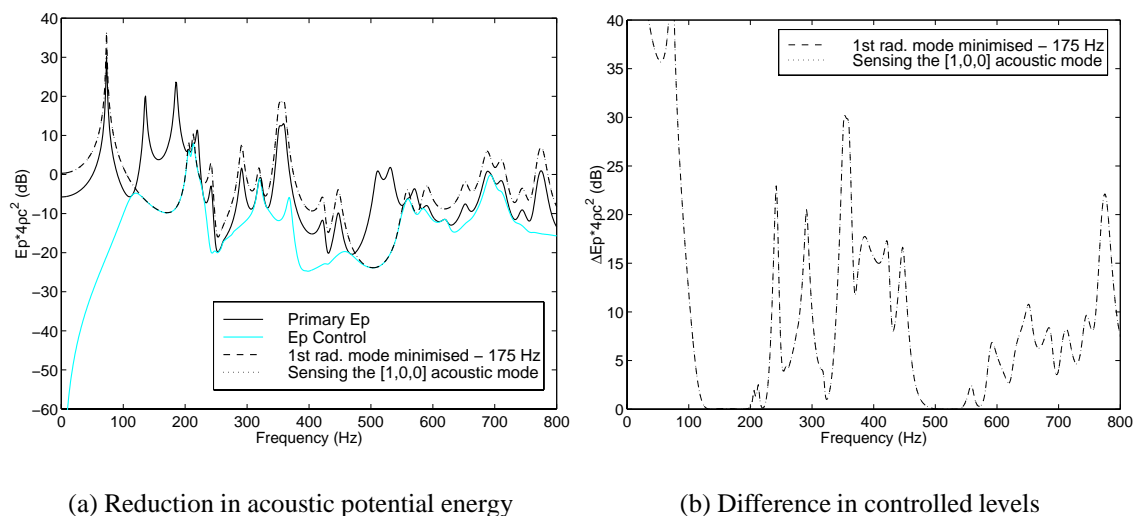 40
30
20
10
0
−10
−20
−30
−40
−50
−60
Ep*4ρc² (dB)
Primary Ep
Ep Control
1st rad. mode minimised − 175 Hz
Sensing the [1,0,0] acoustic mode
0 100 200 300 400 500 600 700 800
Frequency (Hz)
40
35
30
25
20
15
10
5
0
ΔEp*4ρc² (dB)
1st rad. mode minimised − 175 Hz
Sensing the [1,0,0] acoustic mode
0 100 200 300 400 500 600 700 800
Frequency (Hz)
(a) Reduction in acoustic potential energy
(b) Difference in controlled levels